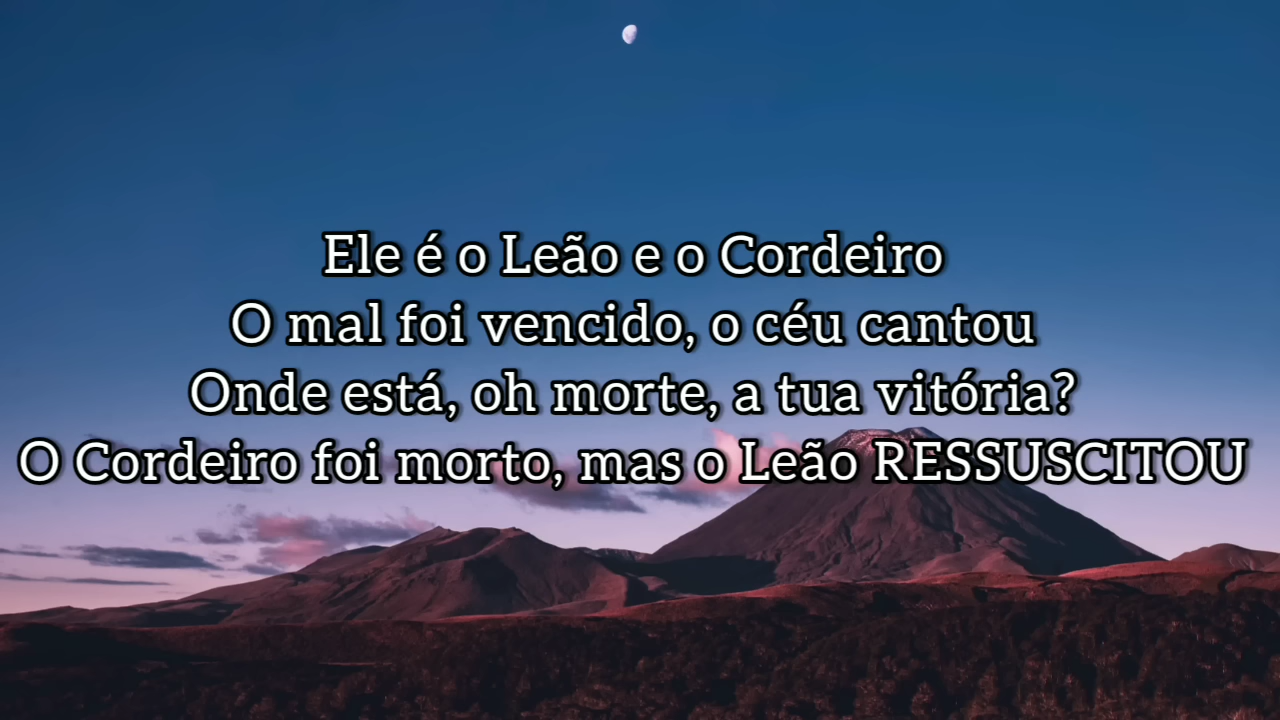 Ele é o Leão e o Cordeiro
O mal foi vencido, o céu cantou
Onde está, oh morte, a tua vitória?
O Cordeiro foi morto, mas o Leão RESSUSCITOU